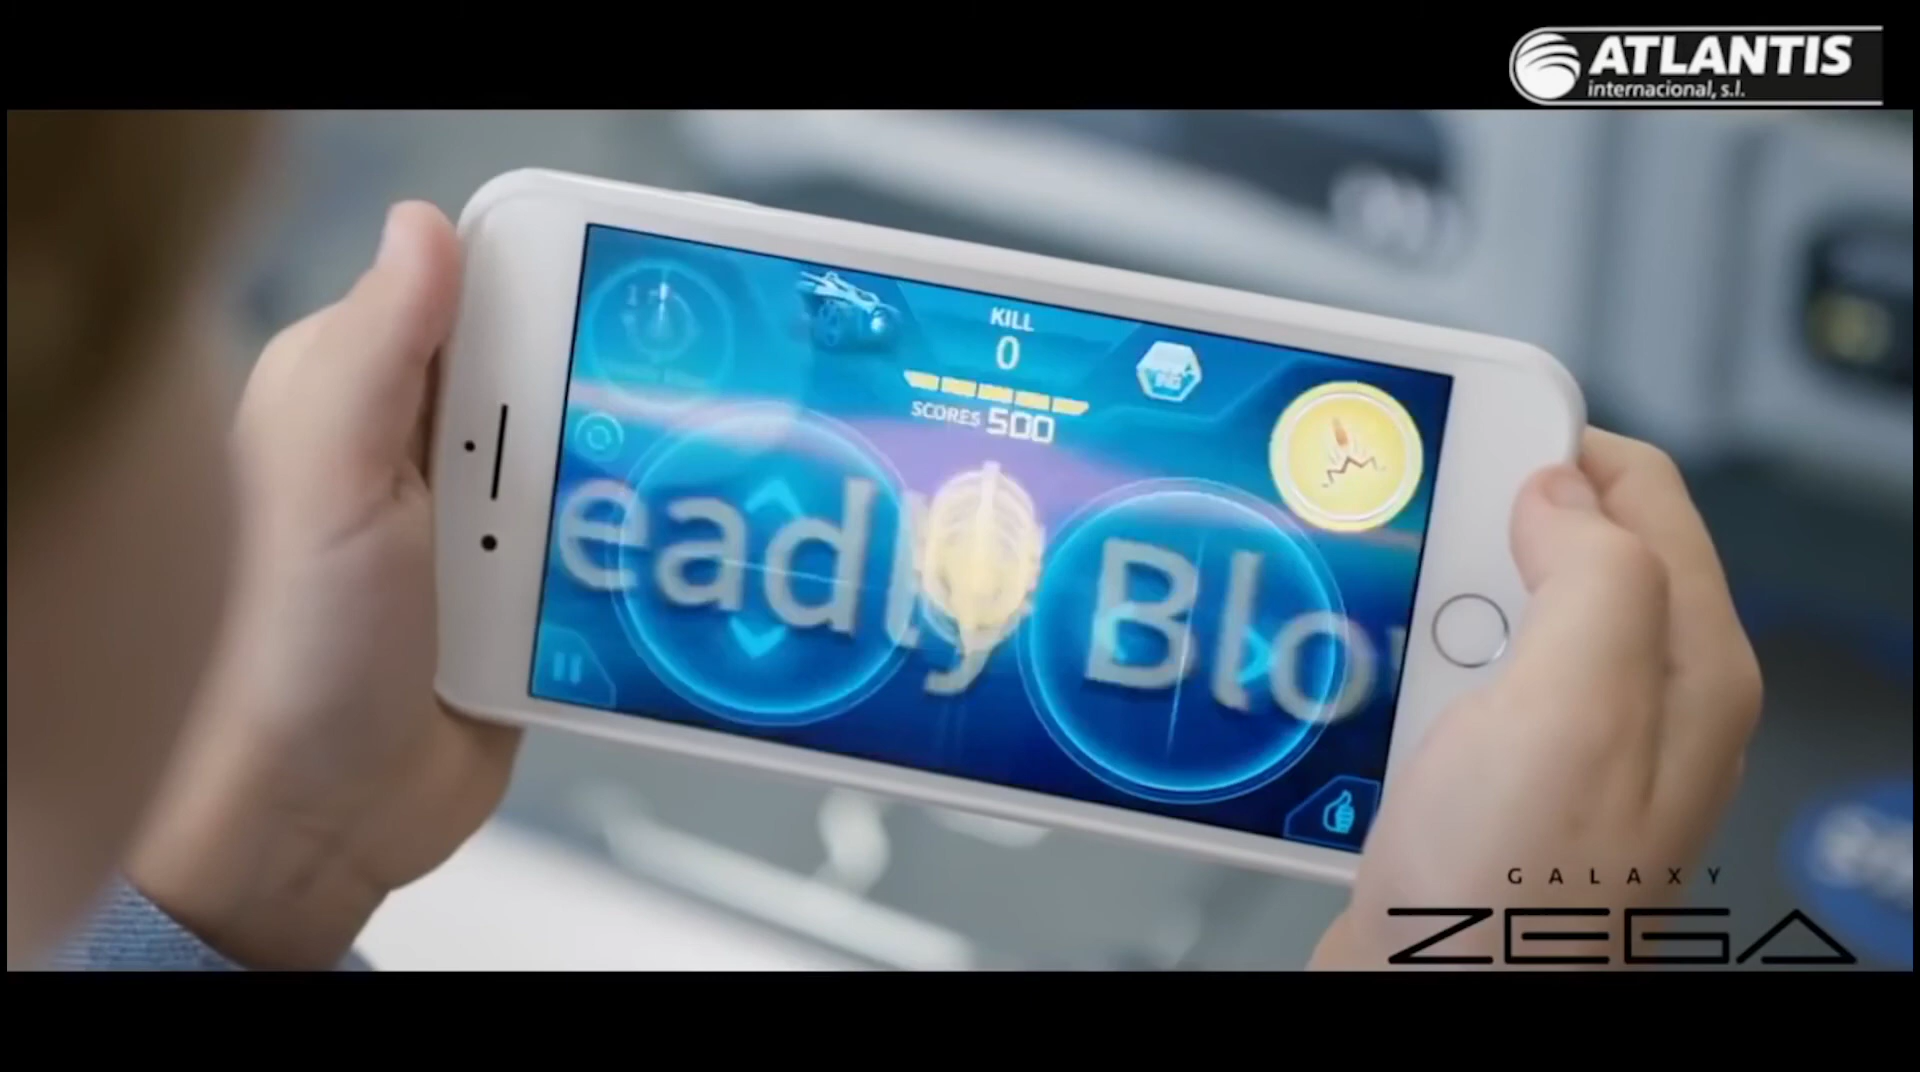 ATLANTIS
internacional, s.l.
KILL
0
SCORES 500
eadly Blo
GALAXY
ZEGA